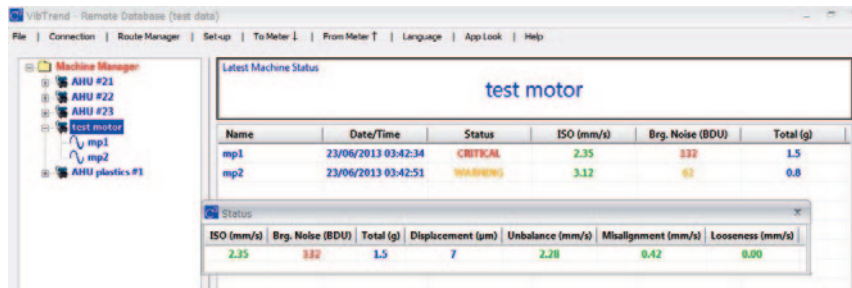 VibTrend - Remote Database (test data)
File | Connection | Route Manager | Set-up | To Meter ↓ | From Meter ↑ | Language | App Look | Help
Machine Manager
AHU #21
AHU #22
AHU #23
test motor
mp1
mp2
AHU plastics #1
Latest Machine Status
test motor
Name Date/Time Status ISO (mm/s) Brg. Noise (BDU) Total (g)
mp1 23/06/2013 03:42:34 CRITICAL 2.35 332 1.5
mp2 23/06/2013 03:42:51 WARNING 3.12 62 0.8
Status
ISO (mm/s) Brg. Noise (BDU) Total (g) Displacement (µm) Unbalance (mm/s) Misalignment (mm/s) Looseness (mm/s)
2.35 332 1.5 7 2.28 0.42 0.00